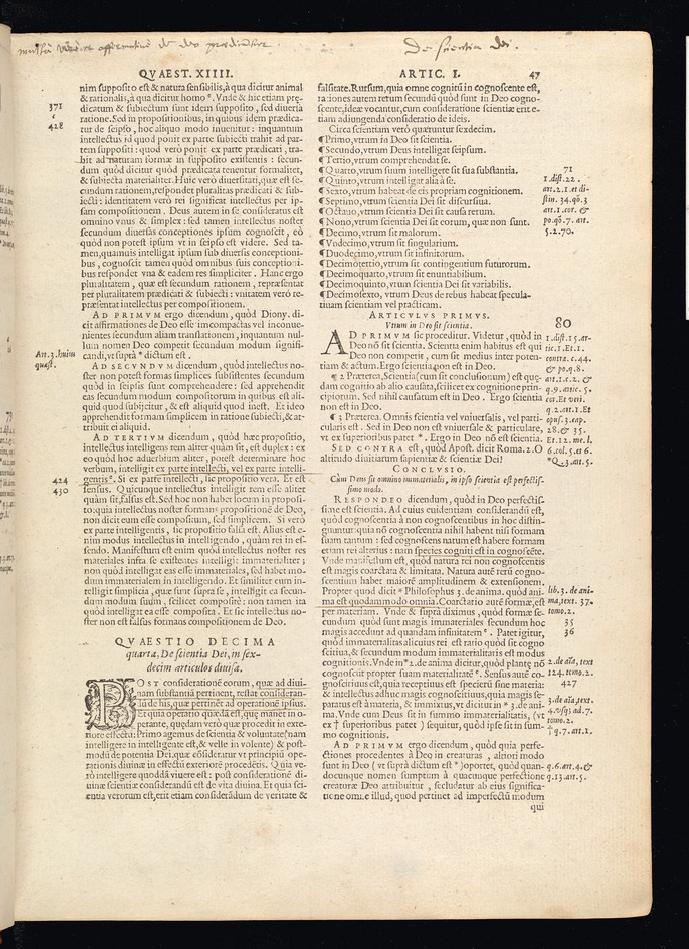 De scientia dei.
QVAEST. XIIII.
nim supposito est & natura sensibilis, à qua dicitur animal
& rationalis, à qua dicitur homo e. Vnde & hic etiam prędicatum
& subiectum sunt idem supposito, sed diuersa
ratione. Sed in propositionibus, in quibus idem prædicatur
de seipso, hoc aliquo modo inuenitur: inquantum
intellectus id quod ponit ex parte subiecti trahit ad partem
suppositi: quod verò ponit ex parte prædicati, trahit
ad naturam formæ in supposito existentis: secundum
quòd dicitur quòd prædicata tenentur formaliter,
& subiecta materialiter. Huic verò diuersitati, quæ est secundum
rationem, respondet pluralitas prædicati & subiecti:
identitatem verò rei significat intellectus per ipsam
compositionem. Deus autem in se consideratus est
omnino vnus & simplex: sed tamen intellectus noster
secundum diuersas conceptiones ipsum cognoscit, eò
quòd non potest ipsum vt in seipso est videre. Sed tamen,
quamuis intelligat ipsum sub diuersis conceptionibus,
cognoscit tamen quòd omnibus suis conceptionibus
respondet vna & eadem res simpliciter. Hanc ergo
pluralitatem, quæ est secundum rationem, repræsentat
per pluralitatem prædicati & subiecti: vnitatem verò repræsentat
intellectus per compositionem.
AD PRIMVM ergo dicendum, quòd Diony. dicit
affirmationes de Deo esse incompactas vel inconuenientes
secundum aliam translationem, inquantum nullum
nomen Deo competit secundum modum significandi,
vt suprà * dictum est.
AD SECVNDVM dicendum, quòd intellectus noster
non potest formas simplices subsistentes secundum
quòd in seipsis sunt comprehendere: sed apprehendit
eas secundum modum compositorum in quibus est aliquid
quod subijcitur, & est aliquid quod inest. Et ideo
apprehendit formam simplicem in ratione subiecti, & attribuit
ei aliquid.
AD TERTIVM dicendum, quòd hæc propositio,
intellectus intelligens rem aliter quàm sit, est duplex: ex
eo quòd hoc aduerbium aliter, potest determinare hoc
verbum, intelligit ex parte intellecti, vel ex parte intelligentis
e. Si ex parte intellecti, sic propositio vera. Et est
sensus. Quicunque intellectus intelligit rem esse aliter
quàm sit, falsus est. Sed hoc non habet locum in proposito:
quia intellectus noster formans propositionē de Deo,
non dicit eum esse compositum, sed simplicem. Si verò
ex parte intelligentis, sic propositio falsa est. Alius est enim
modus intellectus in intelligendo, quàm rei in essendo.
Manifestum est enim quòd intellectus noster res
materiales infra se existentes intelligit immaterialiter;
non quòd intelligat eas esse immateriales, sed habet modum
immaterialem in intelligendo. Et similiter cum intelligit
simplicia, quæ sunt supra se, intelligit ea secundum
modum suum, scilicet compositè: non tamen ita
quòd intelligat ea esse composita. Et sic intellectus noster
non est falsus formans compositionem de Deo.
QVAESTIO DECIMA
quarta, De scientia Dei, in sexdecim
articulos diuisa.
POST considerationē eorum, quæ ad diuinam
substantiā pertinent, restat considerandū
de his, quæ pertinēt ad operationē ipsius.
Et quia operatio quædā est, quę manet in operante,
quædam verò quæ procedit in exteriorē
effectū: Primo agemus de scientia & voluntate (nam
intelligere in intelligente est, & velle in volente) & postmodū
de potentia Dei, quæ cōsideratur vt principiū operationis
diuinæ in effectū exteriorē procedētis. Quia verò
intelligere quoddā viuere est: post considerationē diuinæ
scientiæ considerandū est de vita diuina. Et quia scientia
verorum est, erit etiam considerādum de veritate &
371
c
428
Art. 3. huius
quæst.
424
430
ARTIC. I.
47
falsitate. Rursum, quia omne cognitū in cognoscente est,
rationes autem rerum secundū quòd sunt in Deo cognoscente,
ideæ vocantur, cum consideratione scientiæ erit etiam
adiungenda consideratio de ideis.
Circa scientiam verò quæruntur sexdecim.
¶ Primo, vtrum in Deo sit scientia.
¶ Secundo, vtrum Deus intelligat seipsum.
¶ Tertio, vtrum comprehendat se.
¶ Quarto, vtrum suum intelligere sit sua substantia.
¶ Quinto, vtrum intelligat alia à se.
¶ Sexto, vtrum habeat de eis propriam cognitionem.
¶ Septimo, vtrum scientia Dei sit discursiua.
¶ Octauo, vtrum scientia Dei sit causa rerum.
¶ Nono, vtrum scientia Dei sit eorum, quæ non sunt.
¶ Decimo, vtrum sit malorum.
¶ Vndecimo, vtrum sit singularium.
¶ Duodecimo, vtrum sit infinitorum.
¶ Decimotertio, vtrum sit contingentium futurorum.
¶ Decimoquarto, vtrum sit enuntiabilium.
¶ Decimoquinto, vtrum scientia Dei sit variabilis.
¶ Decimosexto, vtrum Deus de rebus habeat speculatiuam
scientiam vel practicam.
ARTICVLVS PRIMVS.
Vtrum in Deo sit scientia.
AD PRIMVM sic proceditur. Videtur, quòd in
Deo nō sit scientia. Scientia enim habitus est qui
Deo non competit, cum sit medius inter potentiam
& actum. Ergo scientia non est in Deo.
¶ 2 Præterea, Scientia (cum sit conclusionum) est quędam
cognitio ab alio causata, scilicet ex cognitione principiorum.
Sed nihil causatum est in Deo. Ergo scientia
non est in Deo.
¶ 3 Præterea. Omnis scientia vel vniuersalis, vel particularis
est. Sed in Deo non est vniuersale & particulare,
vt ex superioribus patet *. Ergo in Deo nō est scientia.
SED CONTRA est, quòd Apost. dicit Roma. 2. O
altitudo diuitiarum sapientiæ & scientiæ Dei!
CONCLVSIO.
Cùm Deus sit omnino immaterialis, in ipso scientia est perfectissimo
modo.
RESPONDEO dicendum, quòd in Deo perfectissimè
est scientia. Ad cuius euidentiam considerandū est,
quòd cognoscentia à non cognoscentibus in hoc distinguuntur:
quia nō cognoscentia nihil habent nisi formam
suam tantum: sed cognoscens natum est habere formam
etiam rei alterius: nam species cogniti est in cognoscēte.
Vnde manifestum est, quòd natura rei non cognoscentis
est magis coarctata & limitata. Natura autē rerū cognoscentium
habet maiorē amplitudinem & extensionem.
Propter quod dicit * Philosophus 3. de anima. quòd anima
est quodammodo omnia. Coarctatio autē formæ, est
per materiam. Vnde & suprà diximus, quòd formæ secundum
quòd sunt magis immateriales secundum hoc
magis accedunt ad quandam infinitatem e. Patet igitur,
quòd immaterialitas alicuius rei est ratio quòd sit cognoscitiua,
& secundum modum immaterialitatis est modus
cognitionis. Vnde in * 2. de anima dicitur, quòd plantę nō
cognoscūt propter suam materialitatē e. Sensus autē cognoscitiuus
est, quia receptiuus est specierū sine materia:
& intellectus adhuc magis cognoscitiuus, quia magis separatus
est à materia, & immixtus, vt dicitur in * 3. de anima.
Vnde cum Deus sit in summo immaterialitatis, (vt
ex † superioribus patet) sequitur, quòd ipse sit in summo
cognitionis.
AD PRIMVM ergo dicendum, quòd quia perfectiones
procedentes à Deo in creaturas, altiori modo
sunt in Deo (vt suprà dictum est *) oportet, quòd quandocunque
nomen sumptum à quacunque perfectione
creaturæ Deo attribuitur, secludatur ab eius significatione
omne illud, quod pertinet ad imperfectū modum
qui
71
1. dist. 22.
art. 2. 1. et distin.
34. q6. 3
art. 1. cor. &
po. q6. 7. art.
5. 2. 70.
80
1. dist. 35. artic.
1. Et. 1.
contra. c. 44.
& po. q. 8.
28. & 35.
Et. 12. me. l.
6. col. 5. et 6.
*Q. 13. art. 5.
lib. 3. de anima,
text. 37.
tomo. 2.
35
36
2. de aīa, text
124. tomo. 2.
427
3. de aīa, text.
4. vsq; ad. 7.
tomo. 2.
† q. 7. art. 1.
q. 6. art. 4. &
q. 13. art. 5.